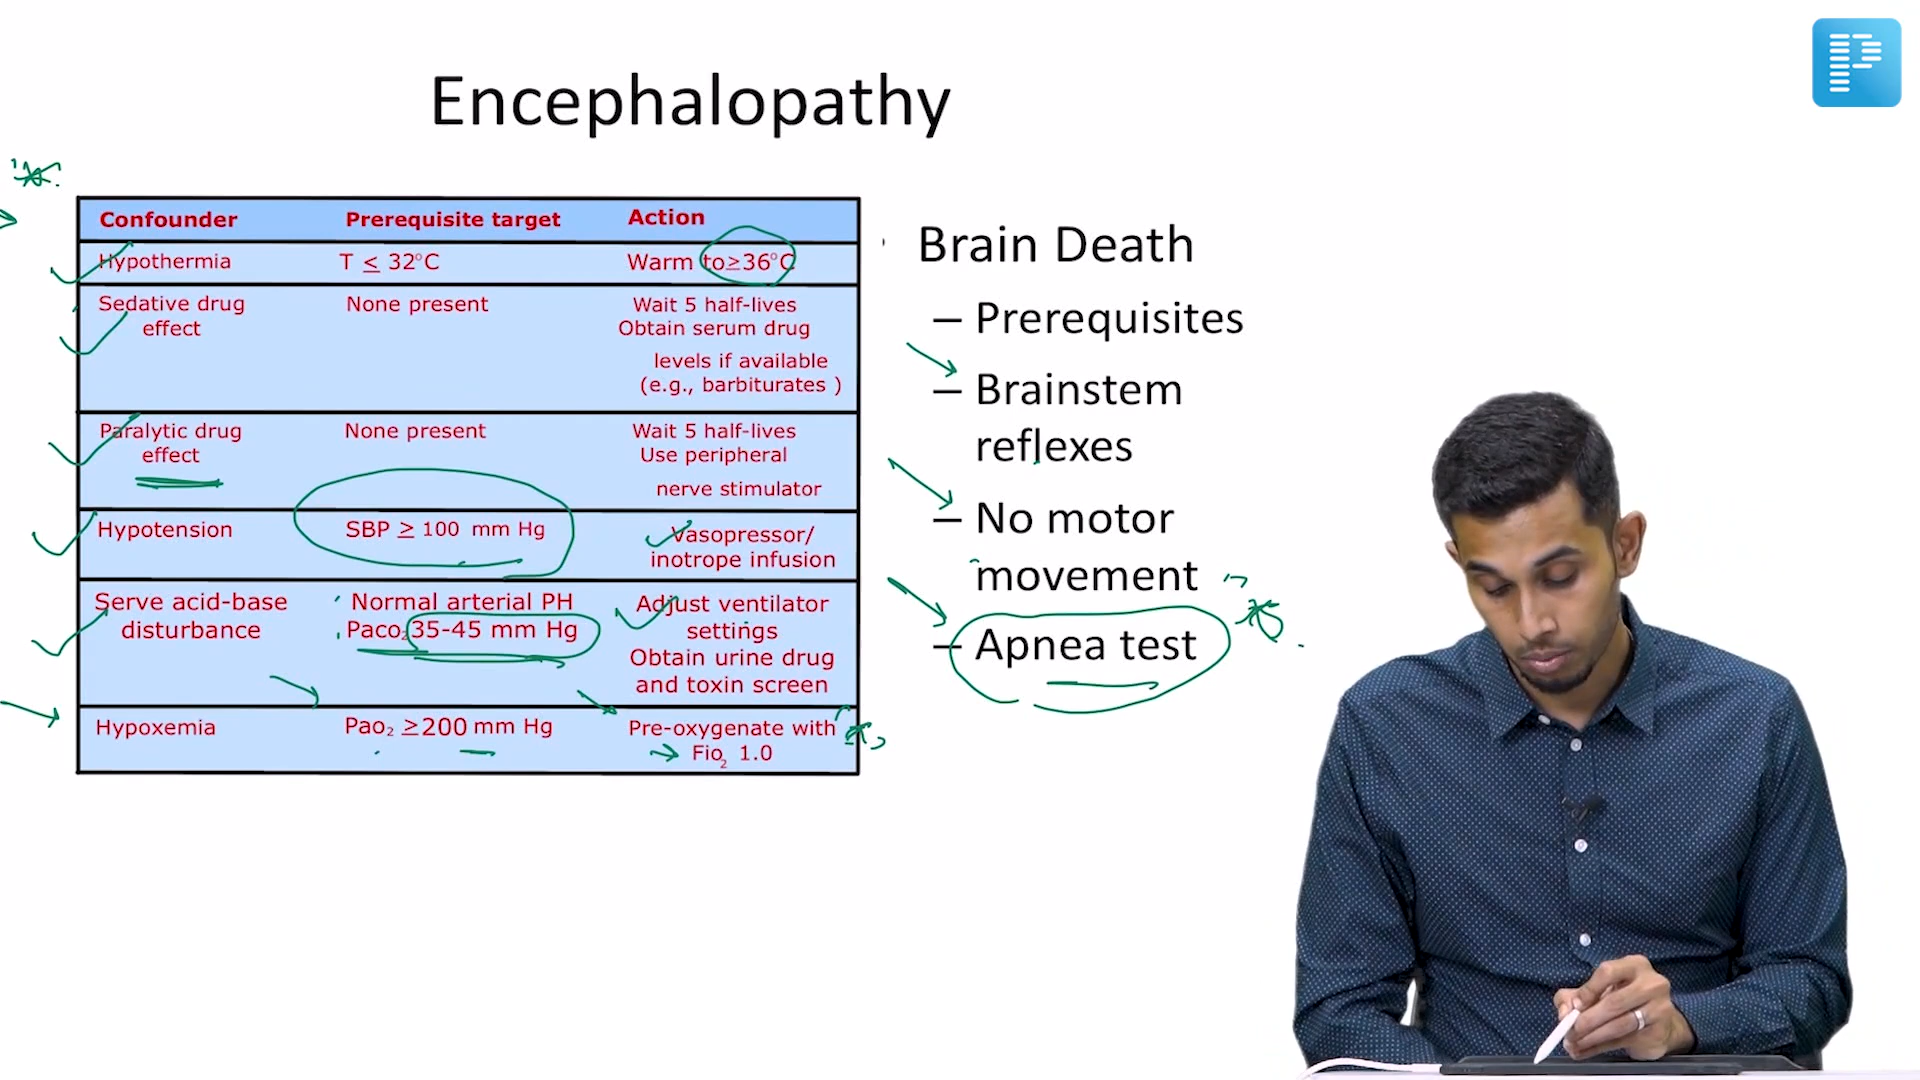 Encephalopathy
Confounder Prerequisite target Action
Hypothermia T ≤ 32°C Warm to ≥36°C
Sedative drug None present Wait 5 half-lives
effect Obtain serum drug
levels if available
(e.g., barbiturates )
Paralytic drug None present Wait 5 half-lives
effect Use peripheral
nerve stimulator
Hypotension SBP ≥ 100 mm Hg Vasopressor/
inotrope infusion
Serve acid-base Normal arterial PH Adjust ventilator
disturbance Paco₂ 35-45 mm Hg settings
Obtain urine drug
and toxin screen
Hypoxemia Pao₂ ≥200 mm Hg Pre-oxygenate with
Fio₂ 1.0
Brain Death
– Prerequisites
– Brainstem
reflexes
– No motor
movement
– Apnea test